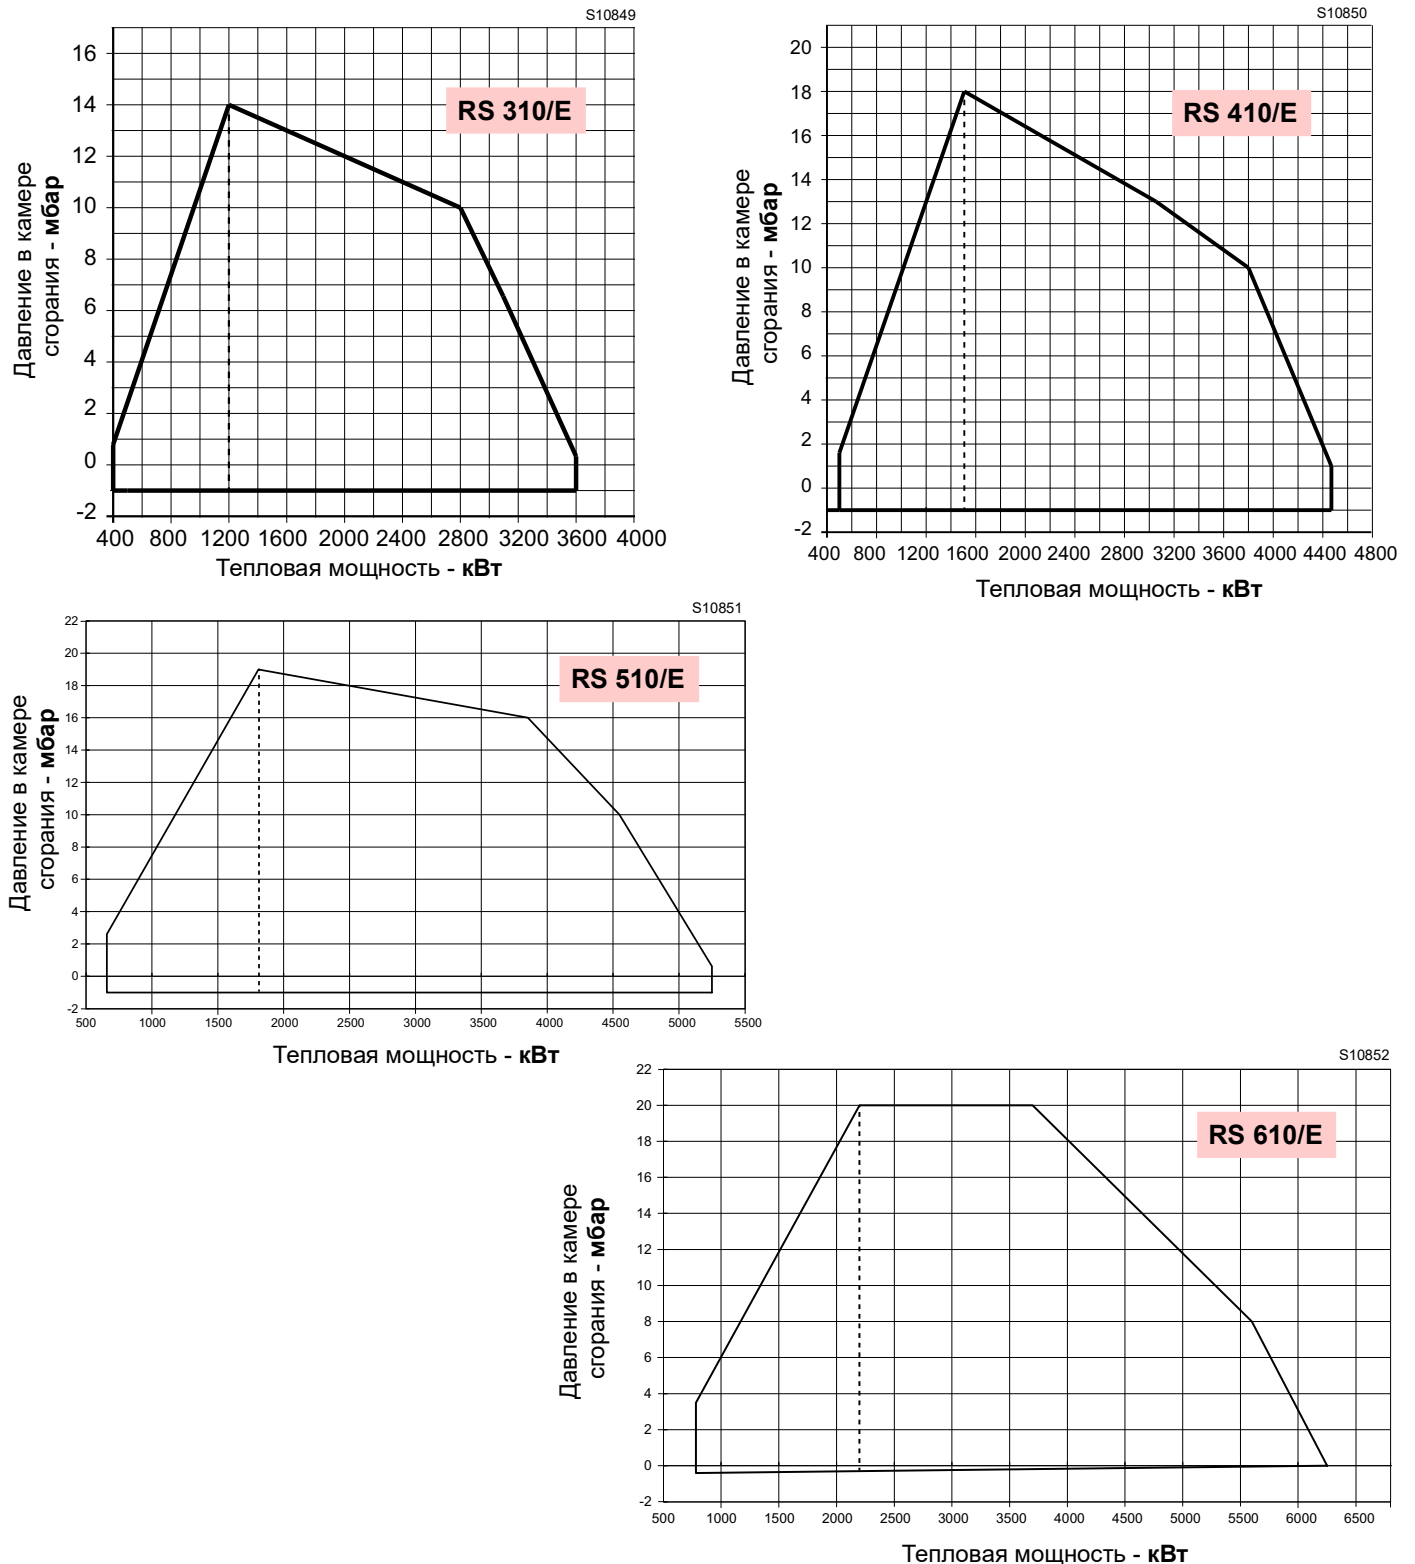 S10849
16
14
12
10
8
6
4
2
0
-2
RS 310/E
Давление в камере
сгорания - мбар
400 800 1200 1600 2000 2400 2800 3200 3600 4000
Тепловая мощность - кВт
S10850
20
18
16
14
12
10
8
6
4
2
0
-2
RS 410/E
Давление в камере
сгорания - мбар
400 800 1200 1600 2000 2400 2800 3200 3600 4000 4400 4800
Тепловая мощность - кВт
S10851
22
20
18
16
14
12
10
8
6
4
2
0
-2
RS 510/E
Давление в камере
сгорания - мбар
500 1000 1500 2000 2500 3000 3500 4000 4500 5000 5500
Тепловая мощность - кВт
S10852
22
20
18
16
14
12
10
8
6
4
2
0
-2
RS 610/E
Давление в камере
сгорания - мбар
500 1000 2000 2500 3000 3500 4000 4500 5000 5500 6000 6500
Тепловая мощность - кВт